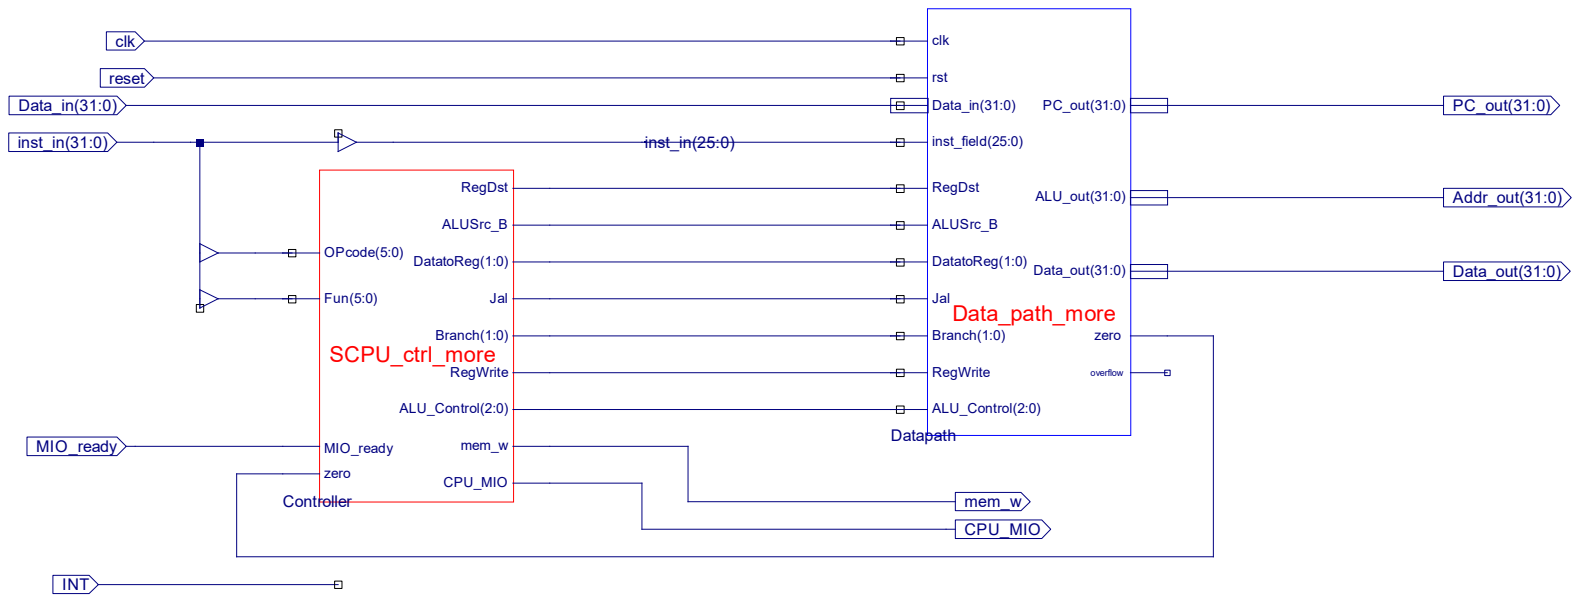 clk
reset
Data_in(31:0)
inst_in(31:0)
inst_in(25:0)
RegDst
ALUSrc_B
OPcode(5:0)
DatatoReg(1:0)
Fun(5:0)
Jal
Branch(1:0)
SCPU_ctrl_more
RegWrite
ALU_Control(2:0)
MIO_ready
MIO_ready
mem_w
zero
CPU_MIO
Controller
INT
clk
rst
Data_in(31:0)
PC_out(31:0)
inst_field(25:0)
RegDst
ALU_out(31:0)
ALUSrc_B
DatatoReg(1:0)
Data_out(31:0)
Jal
Data_path_more
Branch(1:0)
zero
RegWrite
overflow
ALU_Control(2:0)
Datapath
PC_out(31:0)
Addr_out(31:0)
Data_out(31:0)
mem_w
CPU_MIO